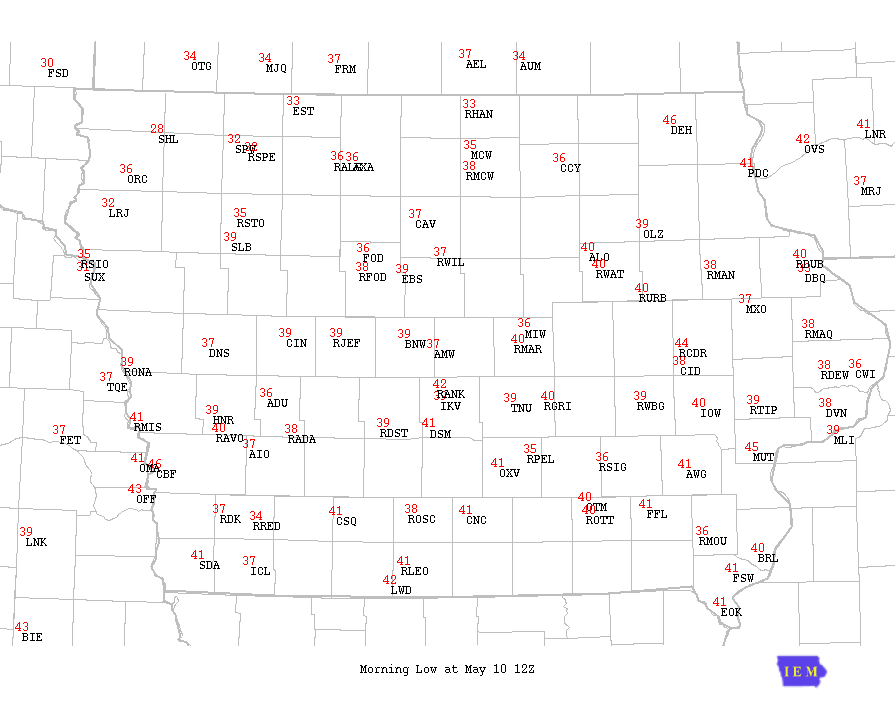 30 FSD
34 OTG
34 MJQ
37 FRM
37 AEL
34 AUM
33 EST
33 RHAN
46 DEH
41 LNR
28 SHL
32 SPW
RSPE
35 MCW
42 OVS
36 RALG
36 AXA
38 RMCW
36 CCY
41 PDC
36 ORC
37 MRJ
32 LRJ
35 RSTO
37 CAV
39 OLZ
39 SLB
35 RSIO
SUX
36 FOD
38 RFOD
39 EBS
37 RWIL
40 ALO
40 RWAT
38 RMAN
40 RDUB
DBQ
40 RURB
37 MXO
37 DNS
39 CIN
39 RJEF
39 BNW
37 AMW
36 MIW
40 RMAR
38 RMAQ
44 RCDR
38 CID
39 RONA
37 TQE
38 RDEW
36 CWI
36 ADU
42 RANK
IKV
39 TNU
40 RGRI
39 RWBG
40 IOW
39 RTIP
38 DVN
39 MLI
41 RMIS
39 HNR
40 RAVO
38 RADA
39 RDST
41 DSM
37 FET
37 AIO
35 RPEL
36 RSIG
45 MUT
41 OMA
46 CBF
41 OXV
41 AWG
43 OFF
37 RDK
34 RRED
41 CSQ
38 ROSC
41 CNC
40 OTM
40 ROTT
41 FFL
39 LNK
36 RMOU
40 BRL
41 SDA
37 ICL
41 RLEO
42 LWD
41 FSW
41 EOK
43 BIE
Morning Low at May 10 12Z
IEM